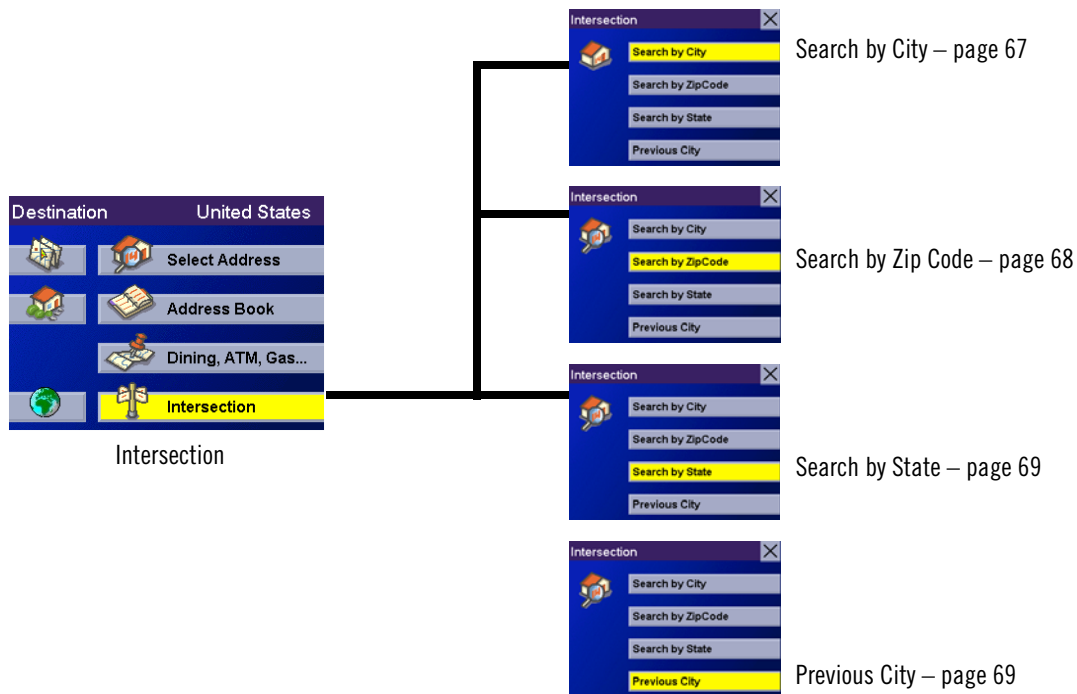 Destination United States
Select Address
Address Book
Dining, ATM, Gas...
Intersection
Intersection
Intersection
Search by City
Search by ZipCode
Search by State
Previous City
Search by City – page 67
Intersection
Search by City
Search by ZipCode
Search by State
Previous City
Search by Zip Code – page 68
Intersection
Search by City
Search by ZipCode
Search by State
Previous City
Search by State – page 69
Intersection
Search by City
Search by ZipCode
Search by State
Previous City
Previous City – page 69